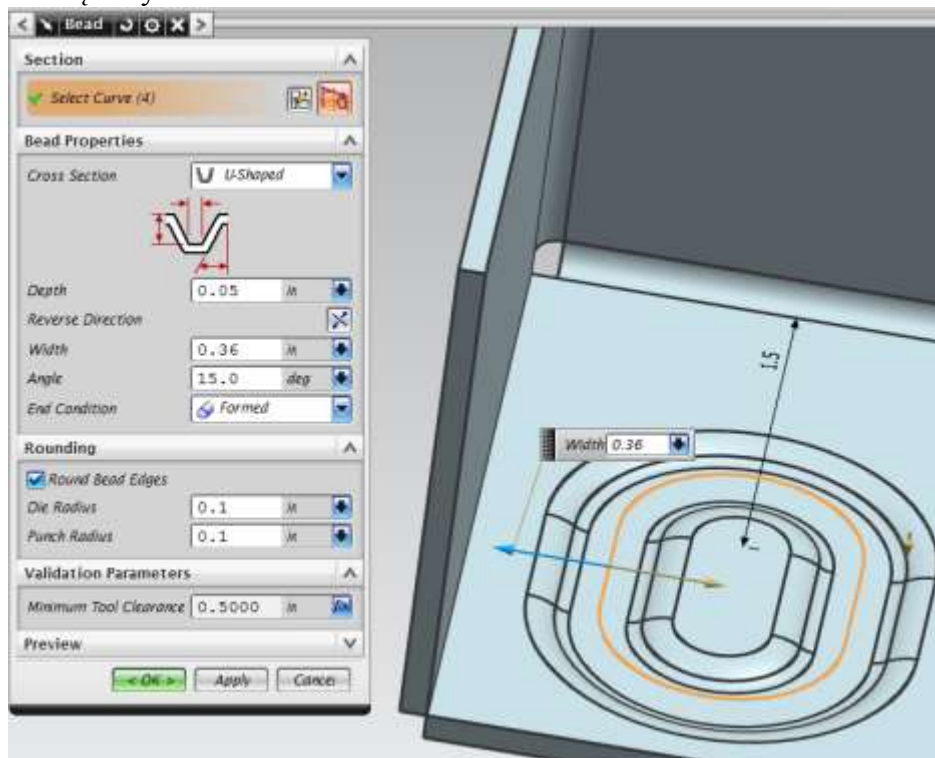 Bead
Section
Select Curve (4)
Bead Properties
Cross Section U-Shaped
Depth 0.05 in
Reverse Direction
Width 0.36 in
Angle 15.0 deg
End Condition Formed
Rounding
Round Bead Edges
Die Radius 0.1 in
Punch Radius 0.1 in
Validation Parameters
Minimum Tool Clearance 0.5000 in
Preview
< OK > Apply Cancel
1.5
Width 0.36